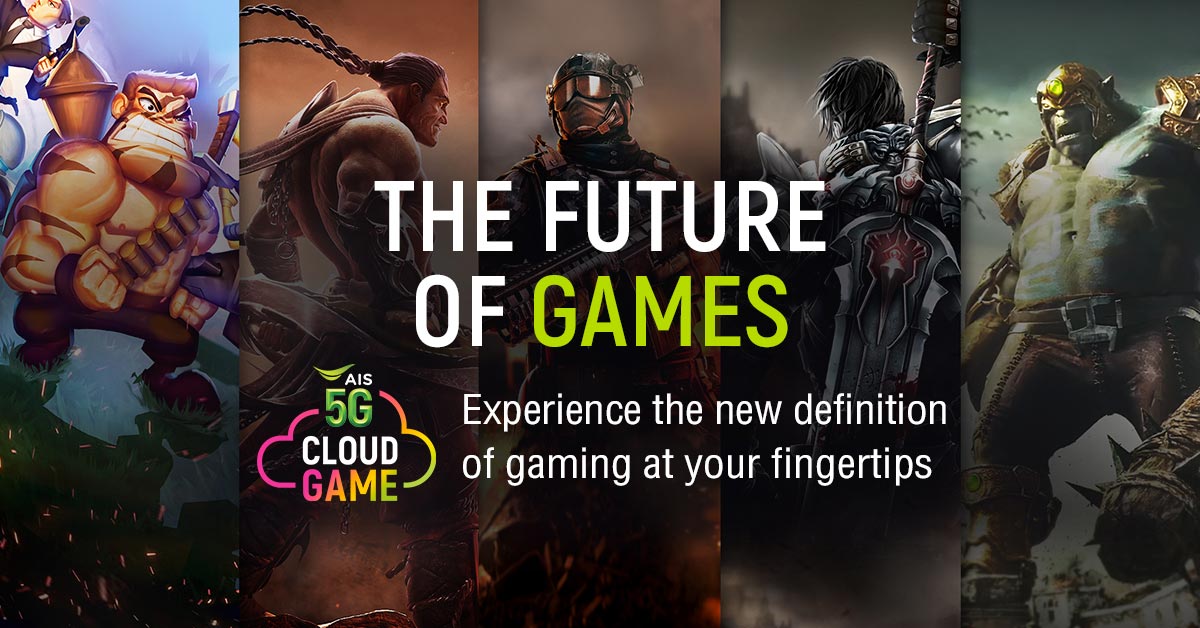 THE FUTURE
OF GAMES
AIS
5G
CLOUD
GAME
Experience the new definition
of gaming at your fingertips